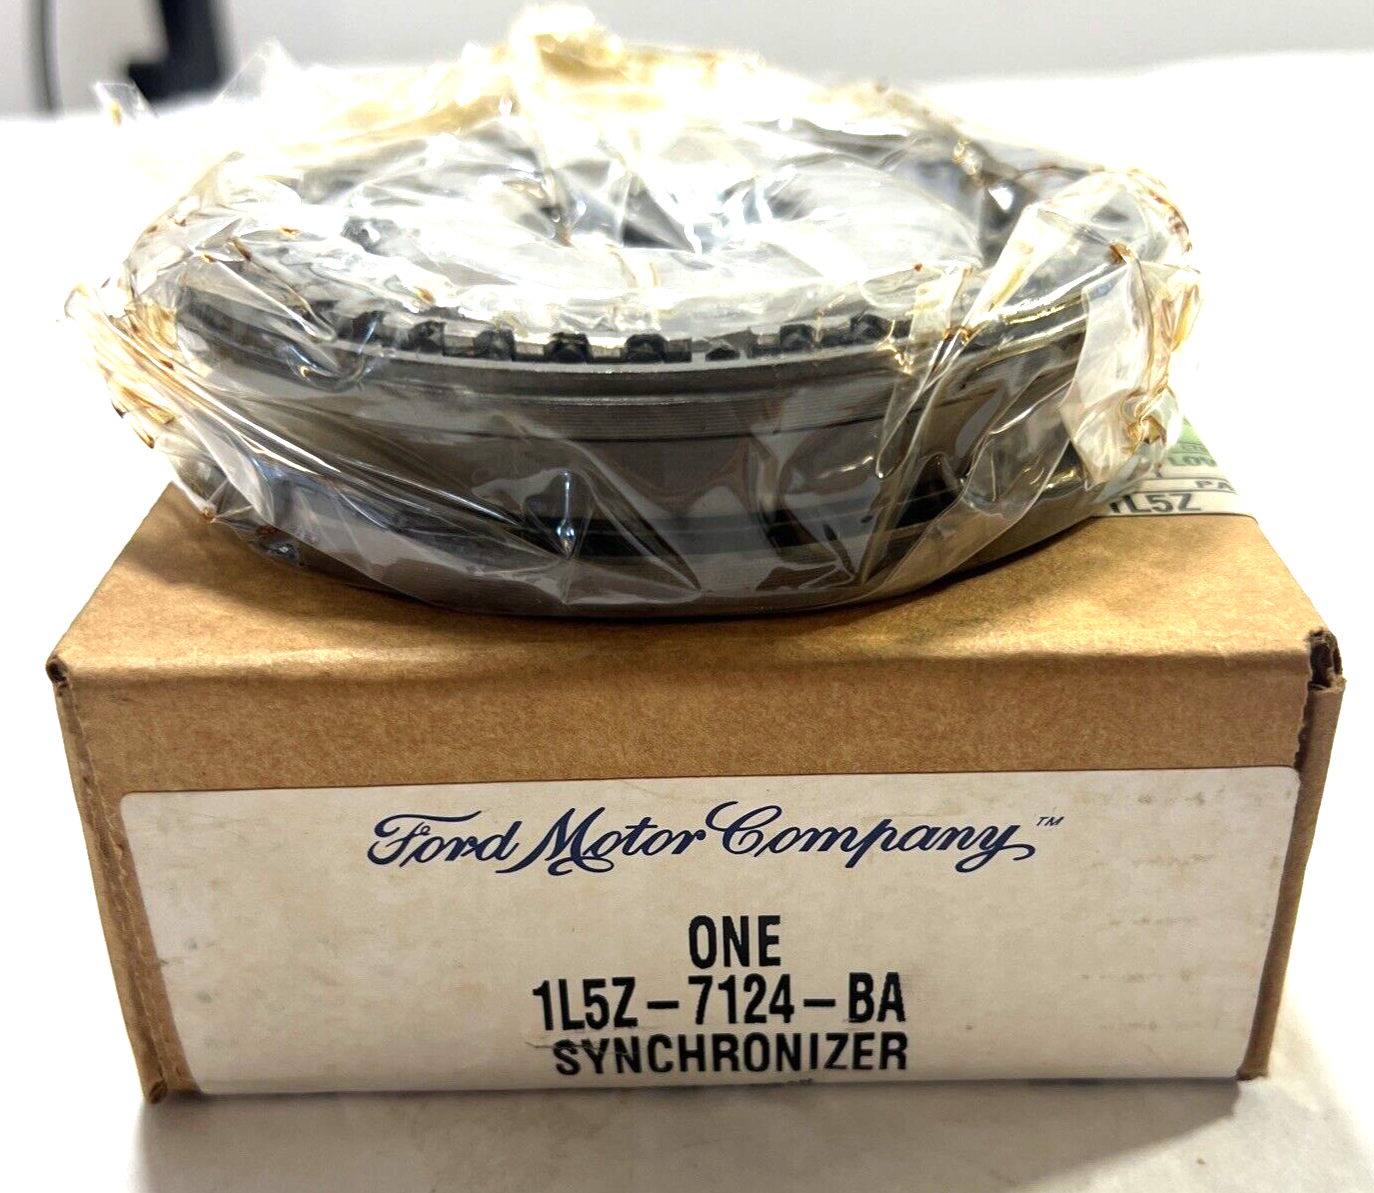 1L5Z
Ford Motor Company™
ONE
1L5Z-7124-BA
SYNCHRONIZER